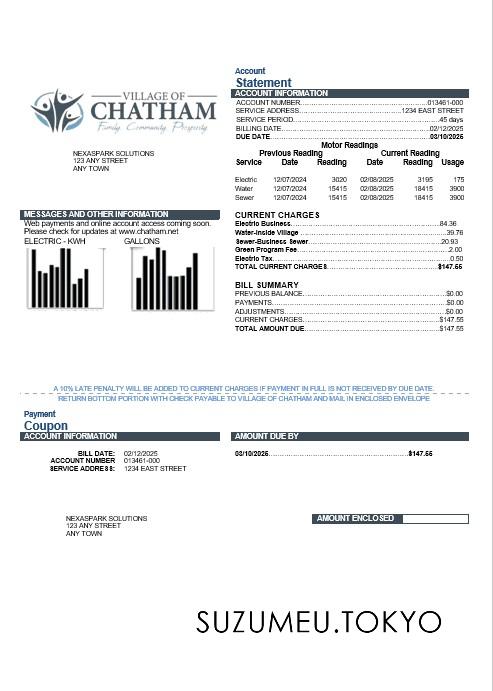 VILLAGE OF
CHATHAM
Family. Community. Prosperity.
NEXASPARK SOLUTIONS
123 ANY STREET
ANY TOWN
Account
Statement
ACCOUNT INFORMATION
ACCOUNT NUMBER 013461-000
SERVICE ADDRESS 1234 EAST STREET
SERVICE PERIOD 45 days
BILLING DATE 02/12/2025
DUE DATE 03/10/2025
Motor Readings
Previous Reading Current Reading
Service Date Reading Date Reading Usage
Electric 12/07/2024 3020 02/08/2025 3195 175
Water 12/07/2024 15415 02/08/2025 18415 3900
Sewer 12/07/2024 15415 02/08/2025 18415 3900
MESSAGES AND OTHER INFORMATION
Web payments and online account access coming soon.
Please check for updates at www.chatham.net
ELECTRIC - KWH GALLONS
CURRENT CHARGES
Electric Business 84.36
Water-Inside Village 39.76
Sewer-Business Sewer 20.93
Green Program Fee 2.00
Electric Tax 0.50
TOTAL CURRENT CHARGES $147.55
BILL SUMMARY
PREVIOUS BALANCE $0.00
PAYMENTS $0.00
ADJUSTMENTS $0.00
CURRENT CHARGES $147.55
TOTAL AMOUNT DUE $147.55
A 10% LATE PENALTY WILL BE ADDED TO CURRENT CHARGES IF PAYMENT IN FULL IS NOT RECEIVED BY DUE DATE.
RETURN BOTTOM PORTION WITH CHECK PAYABLE TO VILLAGE OF CHATHAM AND MAIL IN ENCLOSED ENVELOPE
Payment
Coupon
ACCOUNT INFORMATION
BILL DATE: 02/12/2025
ACCOUNT NUMBER 013461-000
SERVICE ADDRESS: 1234 EAST STREET
AMOUNT DUE BY
03/10/2025 $147.55
NEXASPARK SOLUTIONS
123 ANY STREET
ANY TOWN
AMOUNT ENCLOSED
SUZUMEU.TOKYO